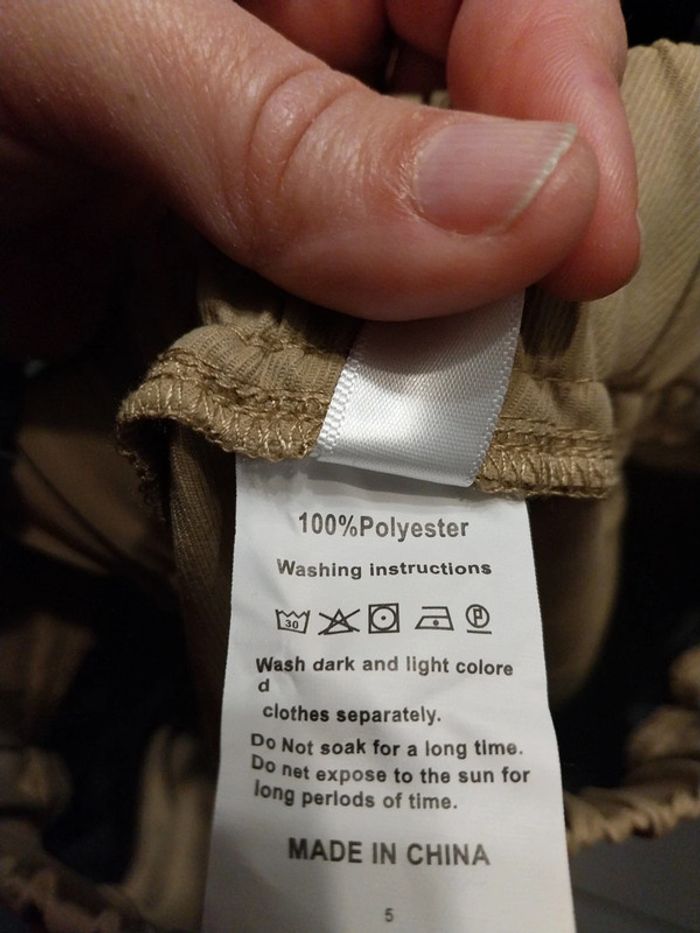 100%Polyester
Washing instructions
30 P
Wash dark and light colore
d
clothes separately.
Do Not soak for a long time.
Do net expose to the sun for
long perlods of time.
MADE IN CHINA
5